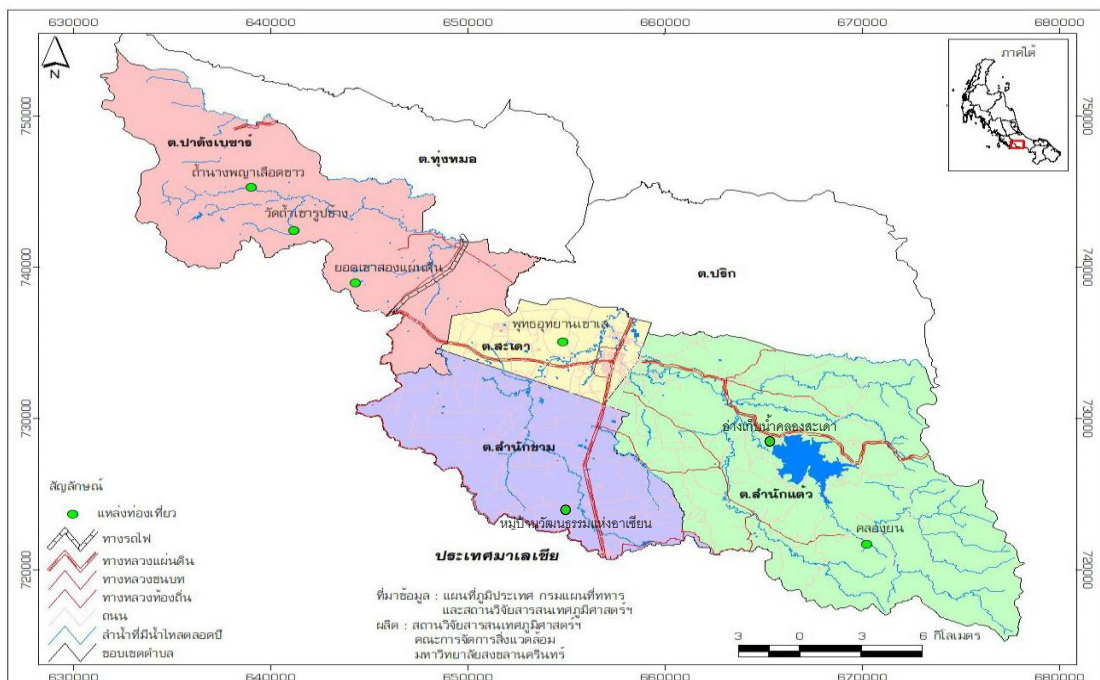 630000 640000 650000 660000 670000 680000
N
ภาคใต้
750000 750000
ต.ปาดังเบซาร์
ต.ทุ่งหมอ
ถ้ำนางพญาเลือดขาว
วัดถ้ำเขารูปช้าง
740000 740000
ยอดเขาสองแผ่นดิน
ต.ปริก
พุทธอุทยานเขาเล่
ต.สะเดา
730000 730000
อ่างเก็บน้ำคลองสะเดา
ต.สำนักขาม
ต.สำนักแต้ว
หมู่บ้านวัฒนธรรมแห่งอาเซียน
คลองยน
ประเทศมาเลเซีย
720000 720000
สัญลักษณ์
แหล่งท่องเที่ยว
ทางรถไฟ
ทางหลวงแผ่นดิน
ทางหลวงชนบท
ทางหลวงท้องถิ่น
ถนน
ลำน้ำที่มีน้ำไหลตลอดปี
ขอบเขตตำบล
ที่มาข้อมูล : แผนที่ภูมิประเทศ กรมแผนที่ทหาร
และสถานวิจัยสารสนเทศภูมิศาสตร์ฯ
ผลิต : สถานวิจัยสารสนเทศภูมิศาสตร์ฯ
คณะการจัดการสิ่งแวดล้อม
มหาวิทยาลัยสงขลานครินทร์
3 0 3 6 กิโลเมตร
630000 640000 650000 660000 670000 680000